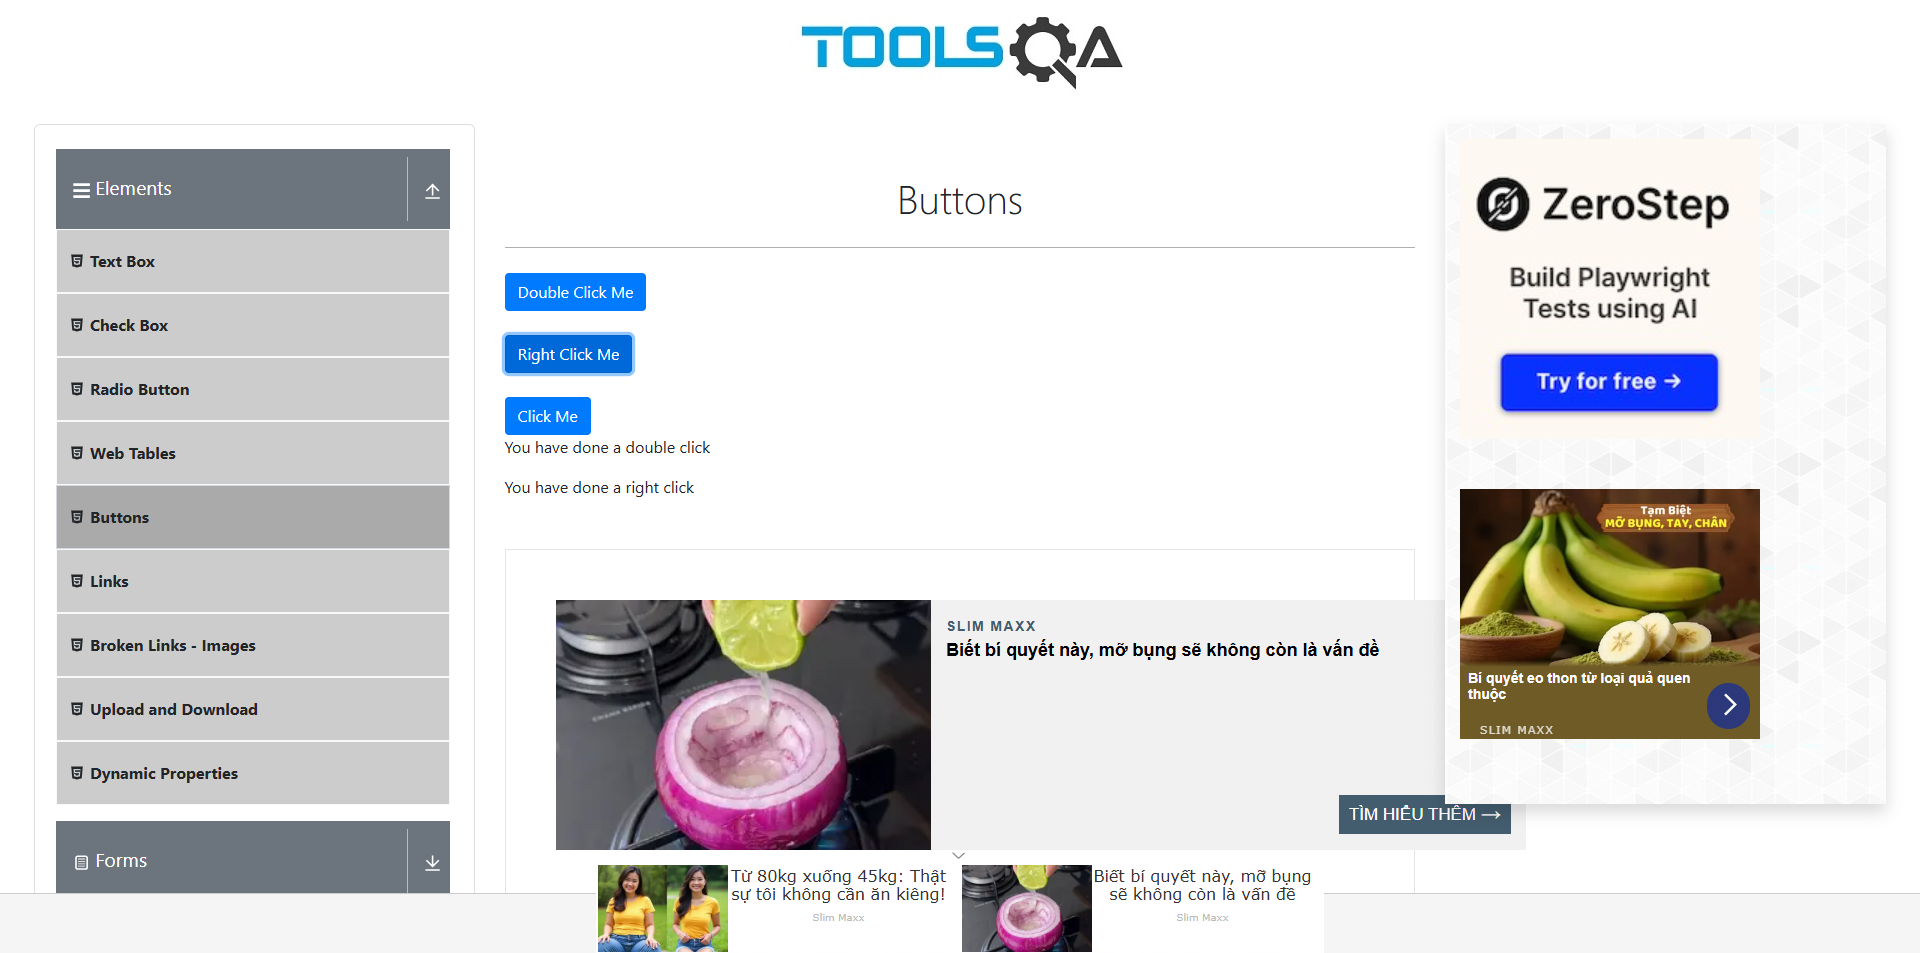 TOOLSQA
Elements
Text Box
Check Box
Radio Button
Web Tables
Buttons
Links
Broken Links - Images
Upload and Download
Dynamic Properties
Forms
Buttons
Double Click Me
Right Click Me
Click Me
You have done a double click
You have done a right click
SLIM MAXX
Biết bí quyết này, mỡ bụng sẽ không còn là vấn đề
TÌM HIỂU THÊM →
Từ 80kg xuống 45kg: Thật
sự tôi không cần ăn kiêng!
Slim Maxx
Biết bí quyết này, mỡ bụng
sẽ không còn là vấn đề
Slim Maxx
ZeroStep
Build Playwright
Tests using AI
Try for free →
Tạm Biệt
MỠ BỤNG, TAY, CHÂN
Bí quyết eo thon từ loại quả quen
thuộc
SLIM MAXX